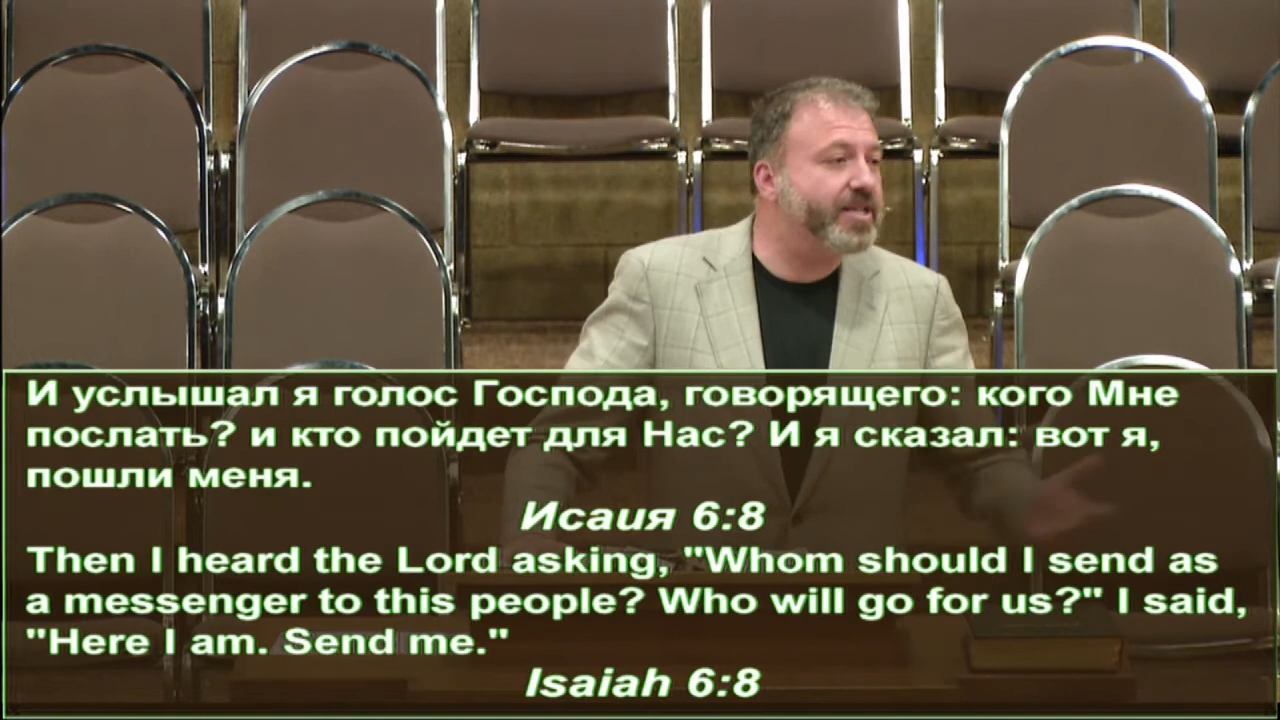 И услышал я голос Господа, говорящего: кого Мне
послать? и кто пойдет для Нас? И я сказал: вот я,
пошли меня.
Исаия 6:8
Then I heard the Lord asking, "Whom should I send as
a messenger to this people? Who will go for us?" I said,
"Here I am. Send me."
Isaiah 6:8